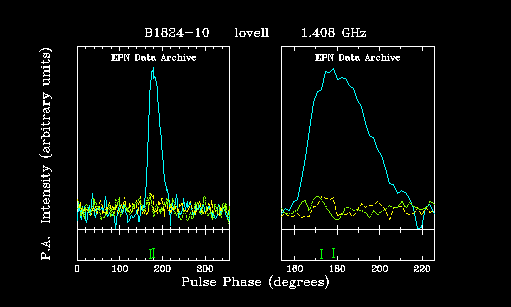 B1824-10 lovell 1.408 GHz
EPN Data Archive EPN Data Archive
P.A. Intensity (arbitrary units)
0 100 200 300 160 180 200 220
Pulse Phase (degrees)